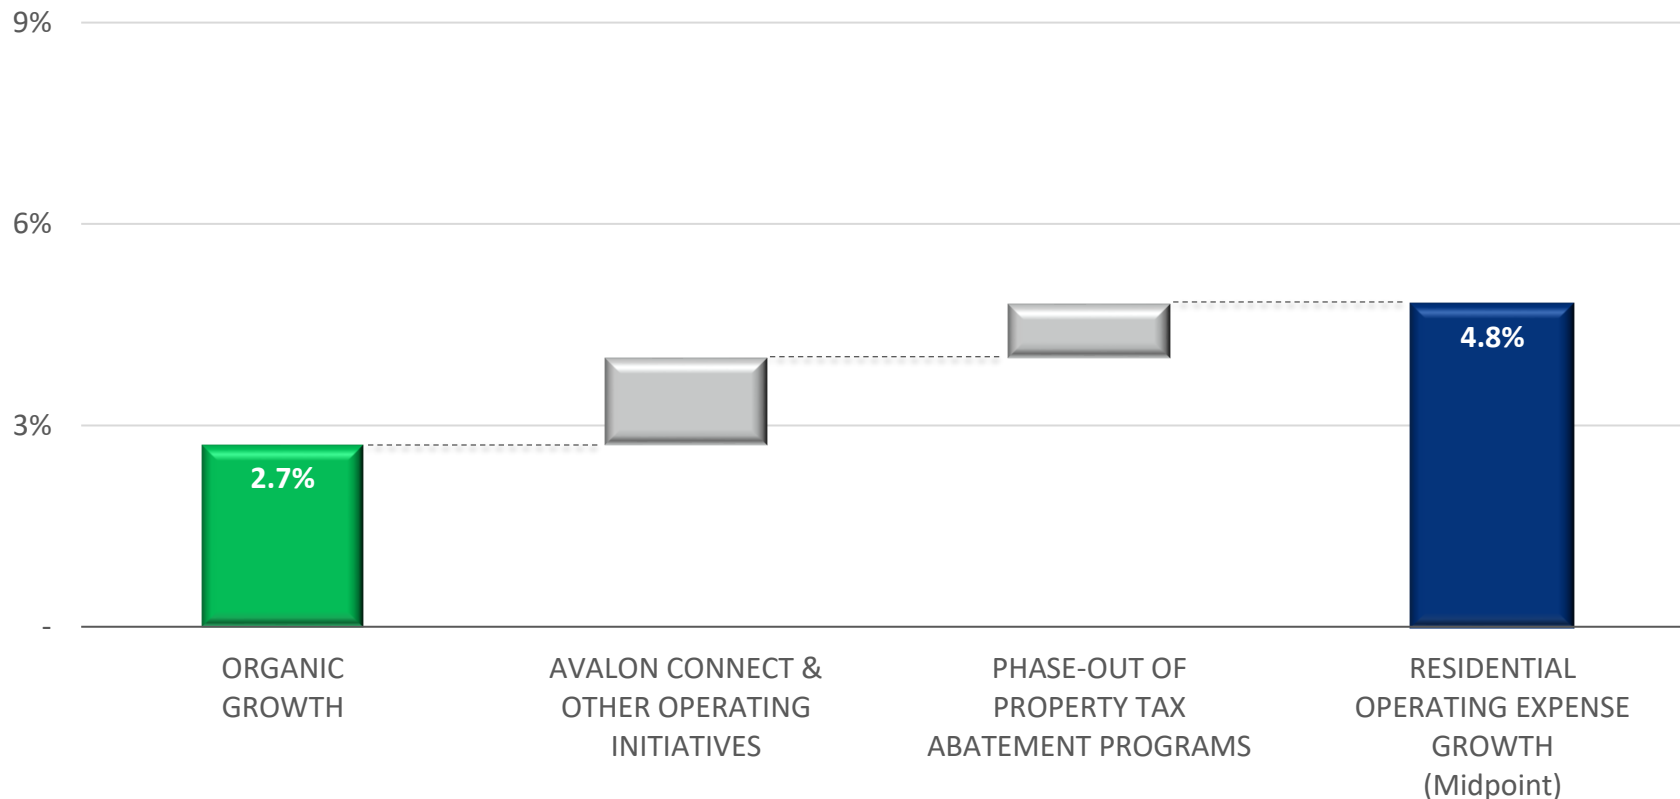 9%
6%
3%
-
2.7%
4.8%
ORGANIC
GROWTH
AVALON CONNECT &
OTHER OPERATING
INITIATIVES
PHASE-OUT OF
PROPERTY TAX
ABATEMENT PROGRAMS
RESIDENTIAL
OPERATING EXPENSE
GROWTH
(Midpoint)